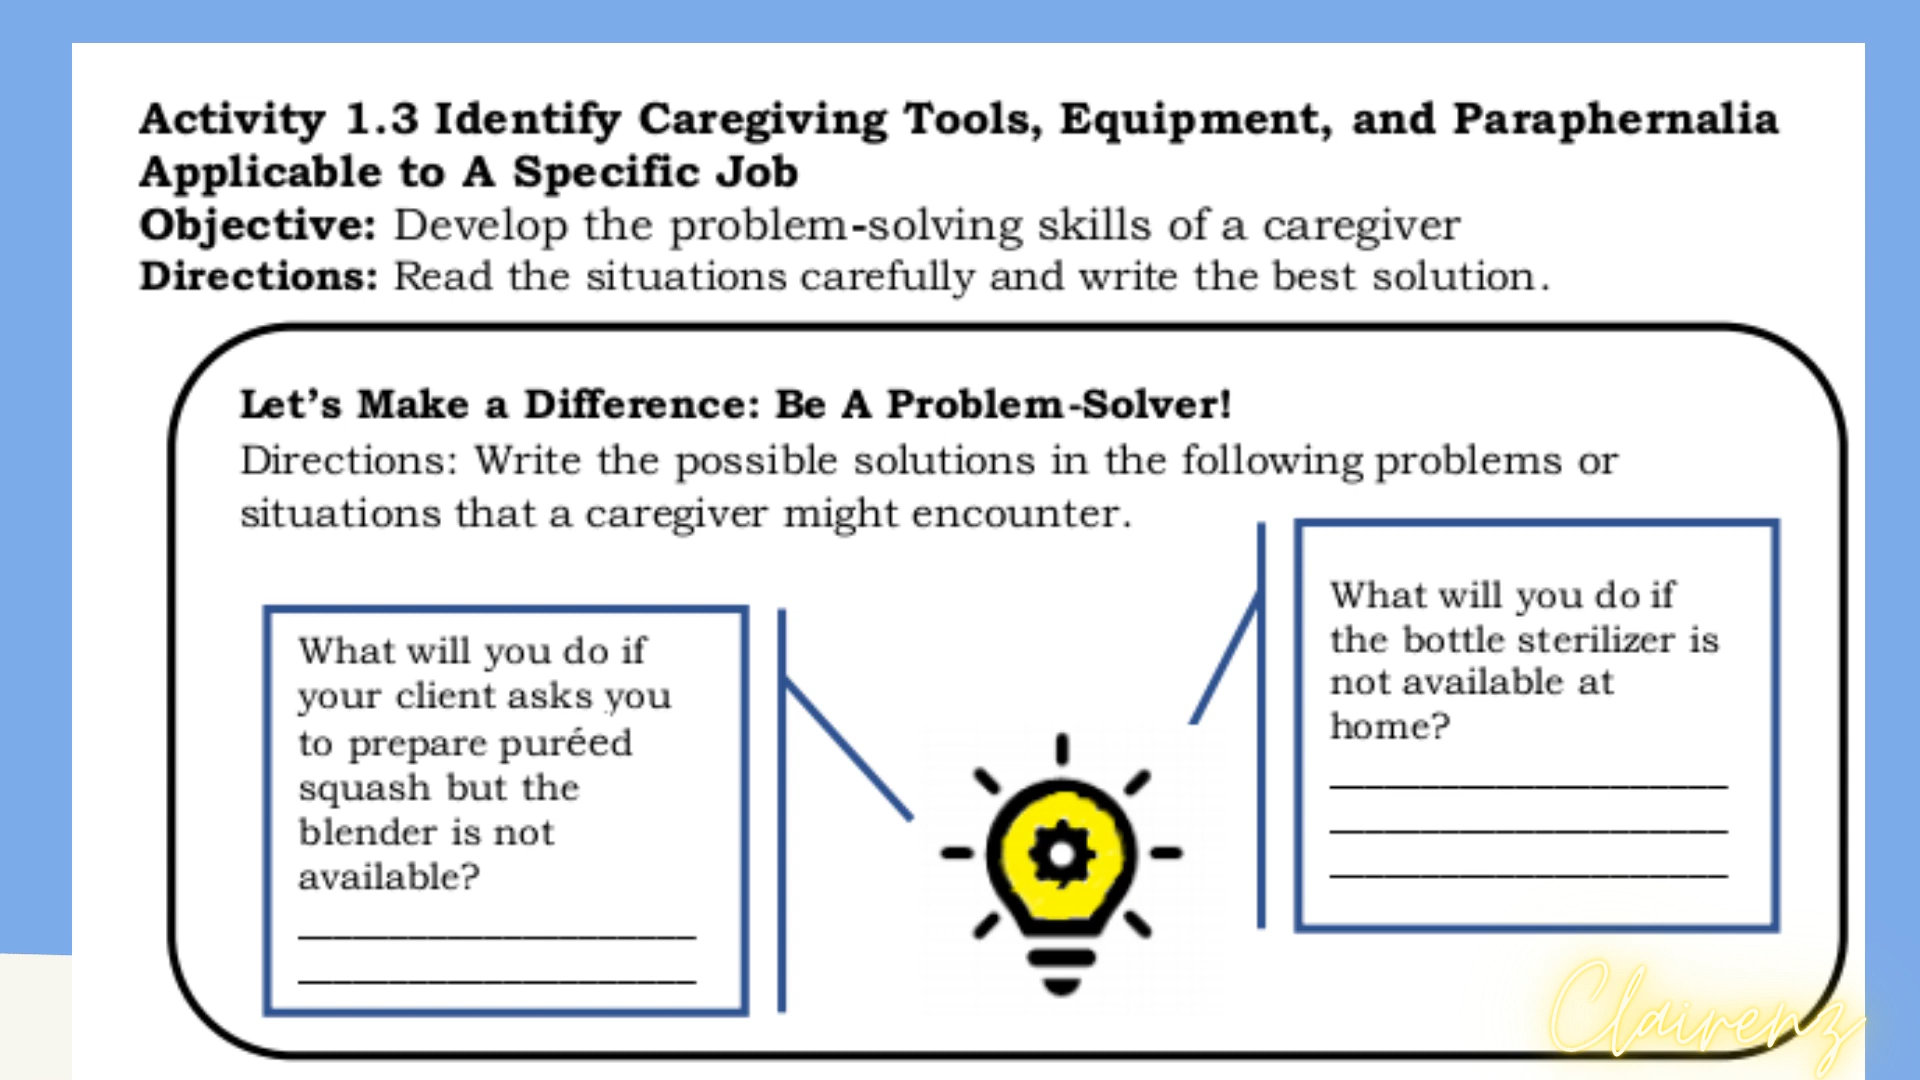 Activity 1.3 Identify Caregiving Tools, Equipment, and Paraphernalia
Applicable to A Specific Job
Objective: Develop the problem-solving skills of a caregiver
Directions: Read the situations carefully and write the best solution.
Let's Make a Difference: Be A Problem-Solver!
Directions: Write the possible solutions in the following problems or
situations that a caregiver might encounter.
What will you do if
your client asks you
to prepare puréed
squash but the
blender is not
available?
What will you do if
the bottle sterilizer is
not available at
home?
Clairenz